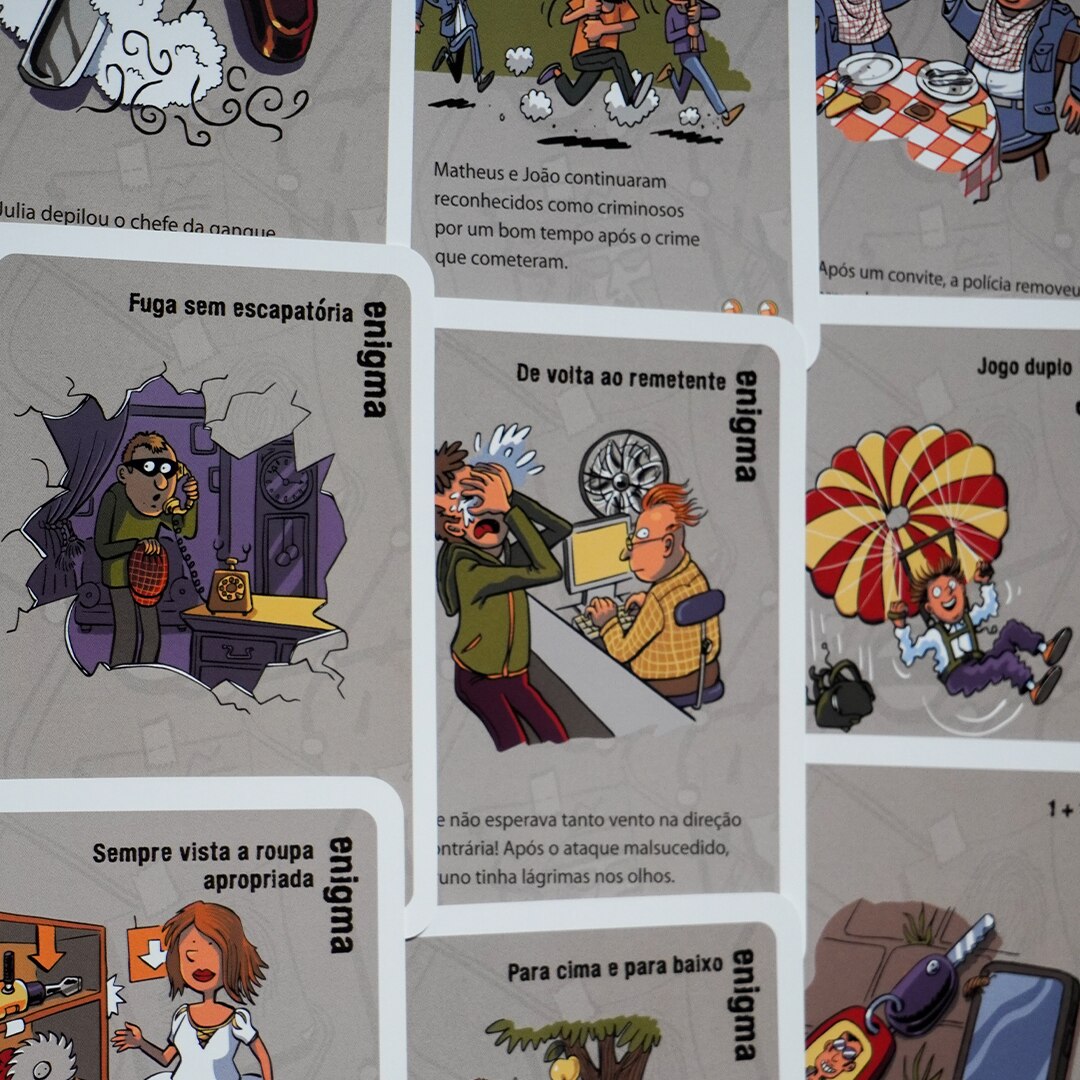 Julia depilou o chefe da gangue
Matheus e João continuaram
reconhecidos como criminosos
por um bom tempo após o crime
que cometeram.
Após um convite, a polícia removeu
Fuga sem escapatória
enigma
De volta ao remetente
enigma
e não esperava tanto vento na direção
ontrária! Após o ataque malsucedido,
uno tinha lágrimas nos olhos.
Jogo duplo
Sempre vista a roupa
apropriada
enigma
Para cima e para baixo
enigma
1 +